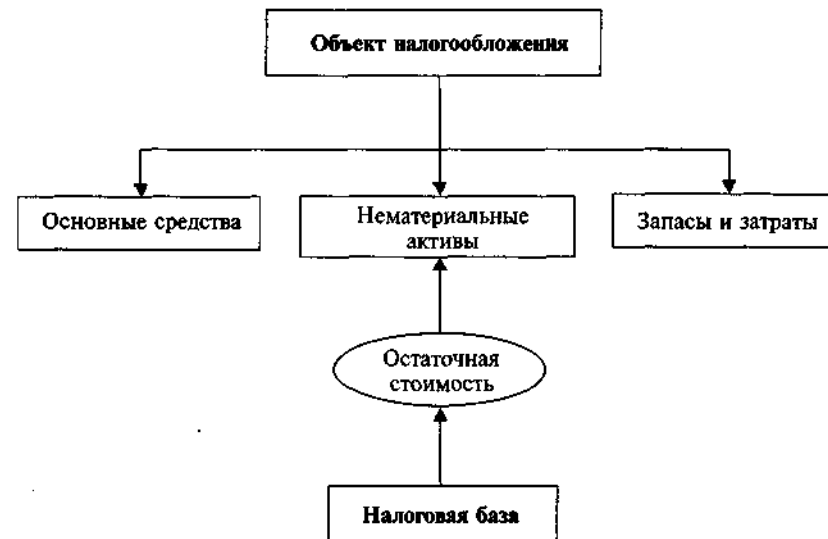 Объект налогообложения
Основные средства
Нематериальные
активы
Запасы и затраты
Остаточная
стоимость
Налоговая база